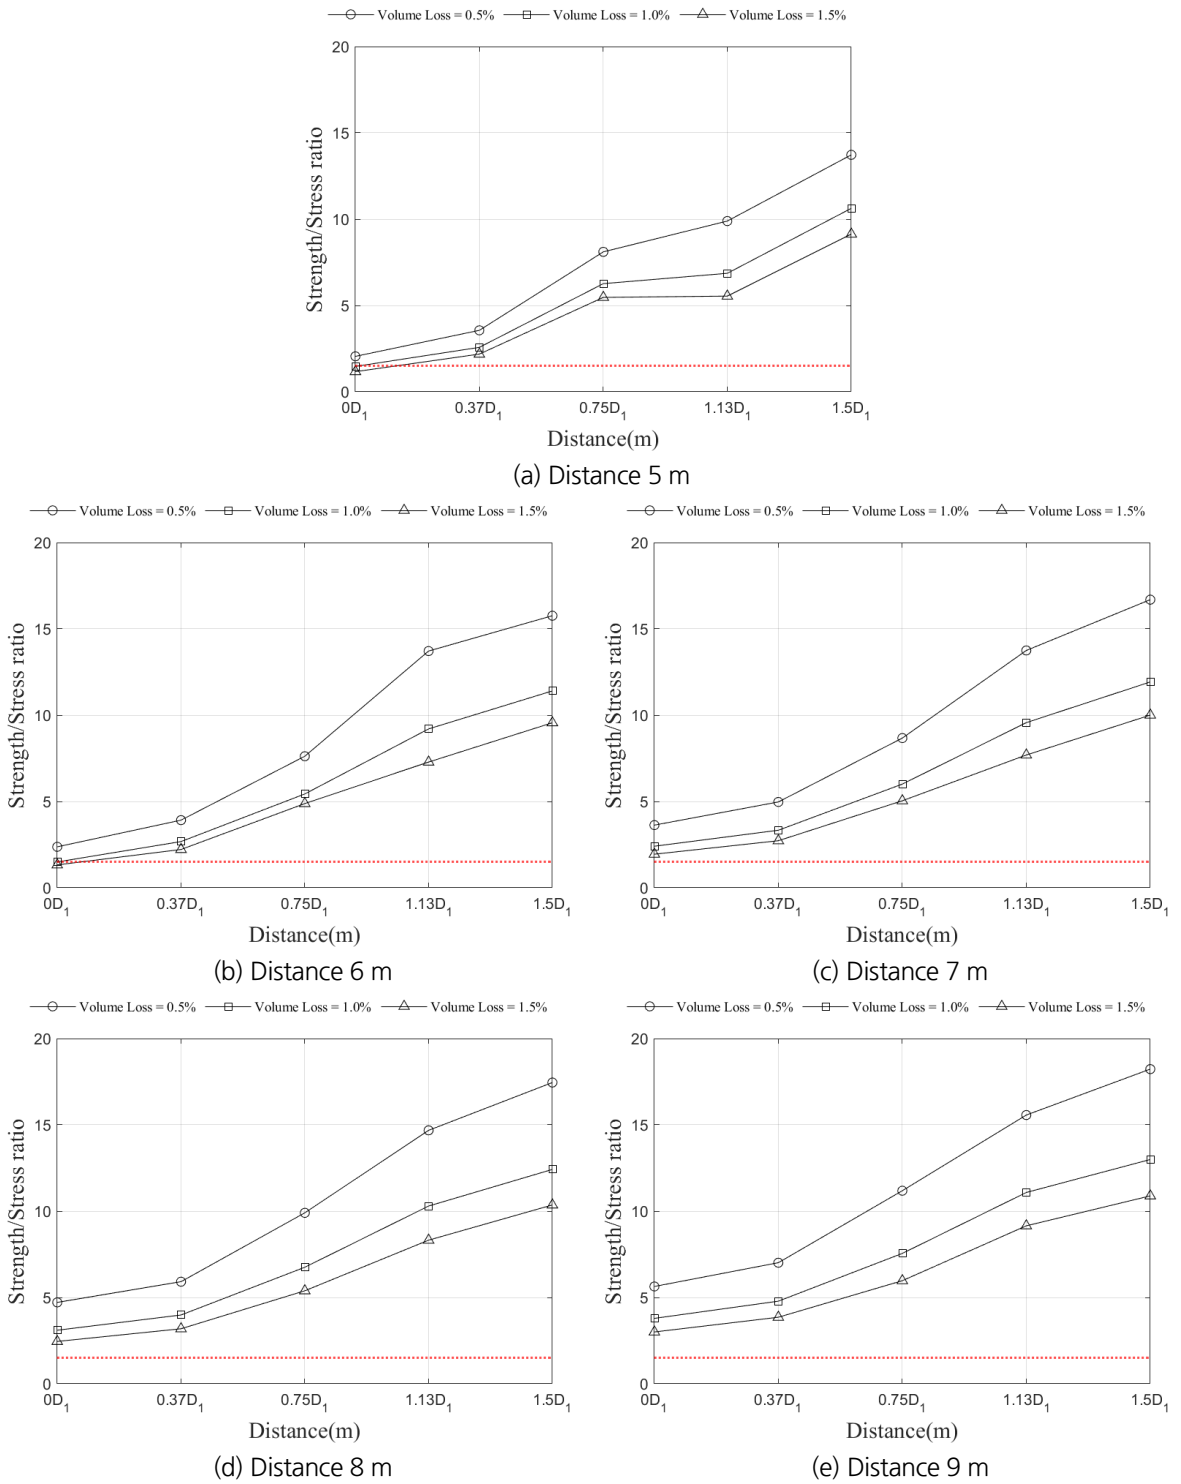 Volume Loss = 0.5% Volume Loss = 1.0% Volume Loss = 1.5%
20
15
10
5
0
Strength/Stress ratio
0D1 0.37D1 0.75D1 1.13D1 1.5D1
Distance(m)
(a) Distance 5 m
Volume Loss = 0.5% Volume Loss = 1.0% Volume Loss = 1.5%
20
15
10
5
0
Strength/Stress ratio
0D1 0.37D1 0.75D1 1.13D1 1.5D1
Distance(m)
(b) Distance 6 m
Volume Loss = 0.5% Volume Loss = 1.0% Volume Loss = 1.5%
20
15
10
5
0
Strength/Stress ratio
0D1 0.37D1 0.75D1 1.13D1 1.5D1
Distance(m)
(c) Distance 7 m
Volume Loss = 0.5% Volume Loss = 1.0% Volume Loss = 1.5%
20
15
10
5
0
Strength/Stress ratio
0D1 0.37D1 0.75D1 1.13D1 1.5D1
Distance(m)
(d) Distance 8 m
Volume Loss = 0.5% Volume Loss = 1.0% Volume Loss = 1.5%
20
15
10
5
0
Strength/Stress ratio
0D1 0.37D1 0.75D1 1.13D1 1.5D1
Distance(m)
(e) Distance 9 m